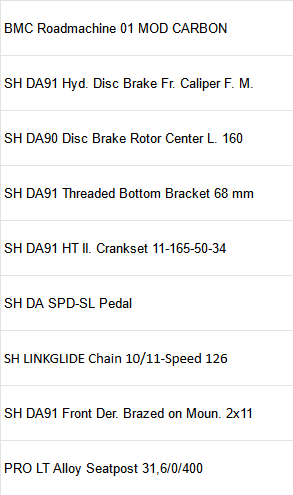 BMC Roadmachine 01 MOD CARBON
SH DA91 Hyd. Disc Brake Fr. Caliper F. M.
SH DA90 Disc Brake Rotor Center L. 160
SH DA91 Threaded Bottom Bracket 68 mm
SH DA91 HT II. Crankset 11-165-50-34
SH DA SPD-SL Pedal
SH LINKGLIDE Chain 10/11-Speed 126
SH DA91 Front Der. Brazed on Moun. 2x11
PRO LT Alloy Seatpost 31,6/0/400